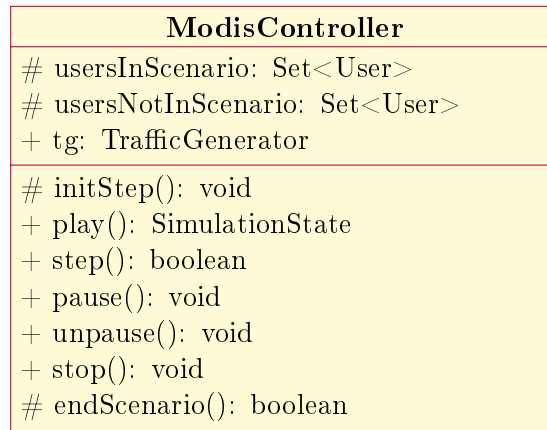 ModisController
# usersInScenario: Set<User>
# usersNotInScenario: Set<User>
+ tg: TrafficGenerator
# initStep(): void
+ play(): SimulationState
+ step(): boolean
+ pause(): void
+ unpause(): void
+ stop(): void
# endScenario(): boolean